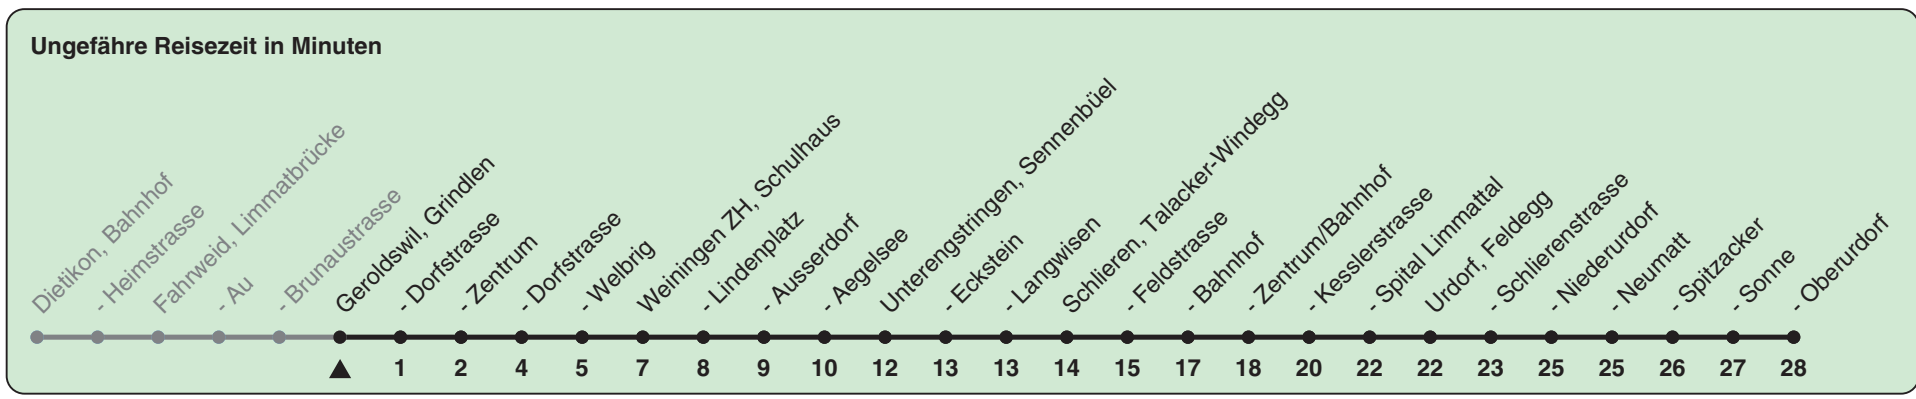 Ungefähre Reisezeit in Minuten
Dietikon, Bahnhof
- Heimstrasse
Fahrweid, Limmatbrücke
- Au
- Brunaustrasse
Geroldswil, Grindlen
- Dorfstrasse
- Zentrum
- Dorfstrasse
- Welbrig
Weiningen ZH, Schulhaus
- Lindenplatz
- Ausserdorf
- Aegelsee
Unterengstringen, Sennenbüel
- Eckstein
- Langwisen
Schlieren, Talacker-Windegg
- Feldstrasse
- Bahnhof
- Zentrum/Bahnhof
- Kesslerstrasse
- Spital Limmattal
Urdorf, Feldegg
- Schlierenstrasse
- Niederurdorf
- Neumatt
- Spitzacker
- Sonne
- Oberurdorf
1 2 4 5 7 8 9 10 12 13 13 14 15 17 18 20 22 22 23 25 25 26 27 28